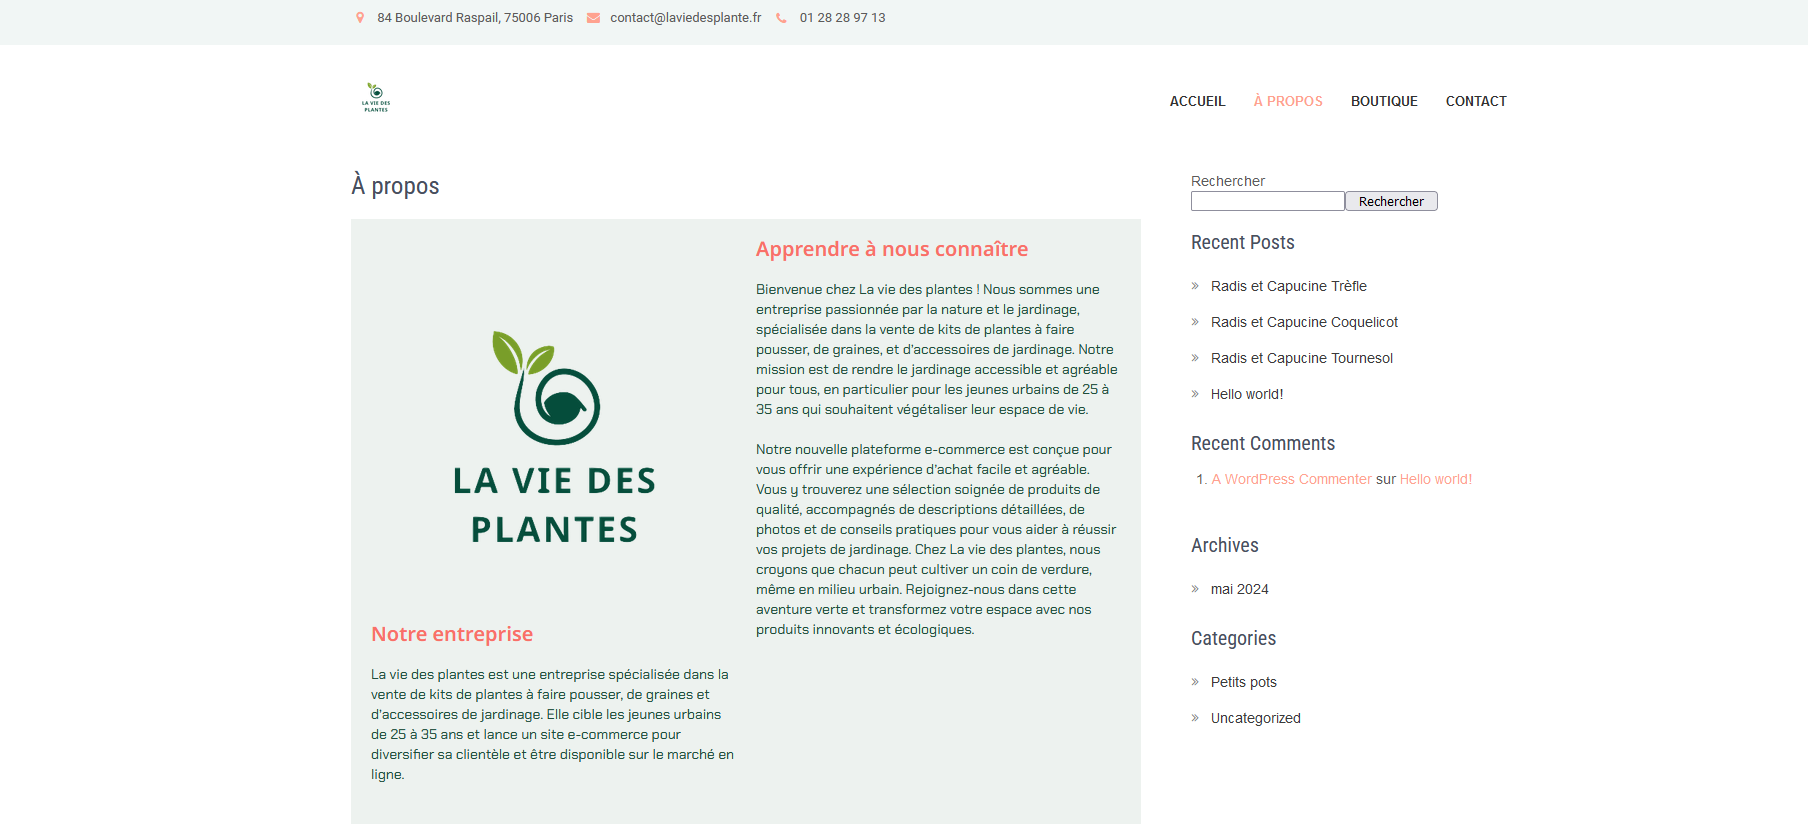 84 Boulevard Raspail, 75006 Paris contact@laviedesplante.fr 01 28 28 97 13
LA VIE DES
PLANTES
ACCUEIL À PROPOS BOUTIQUE CONTACT
À propos
LA VIE DES
PLANTES
Notre entreprise
La vie des plantes est une entreprise spécialisée dans la
vente de kits de plantes à faire pousser, de graines et
d'accessoires de jardinage. Elle cible les jeunes urbains
de 25 à 35 ans et lance un site e-commerce pour
diversifier sa clientèle et être disponible sur le marché en
ligne.
Apprendre à nous connaître
Bienvenue chez La vie des plantes ! Nous sommes une
entreprise passionnée par la nature et le jardinage,
spécialisée dans la vente de kits de plantes à faire
pousser, de graines, et d'accessoires de jardinage. Notre
mission est de rendre le jardinage accessible et agréable
pour tous, en particulier pour les jeunes urbains de 25 à
35 ans qui souhaitent végétaliser leur espace de vie.
Notre nouvelle plateforme e-commerce est conçue pour
vous offrir une expérience d'achat facile et agréable.
Vous y trouverez une sélection soignée de produits de
qualité, accompagnés de descriptions détaillées, de
photos et de conseils pratiques pour vous aider à réussir
vos projets de jardinage. Chez La vie des plantes, nous
croyons que chacun peut cultiver un coin de verdure,
même en milieu urbain. Rejoignez-nous dans cette
aventure verte et transformez votre espace avec nos
produits innovants et écologiques.
Rechercher
Rechercher
Recent Posts
Radis et Capucine Trèfle
Radis et Capucine Coquelicot
Radis et Capucine Tournesol
Hello world!
Recent Comments
1. A WordPress Commenter sur Hello world!
Archives
mai 2024
Categories
Petits pots
Uncategorized